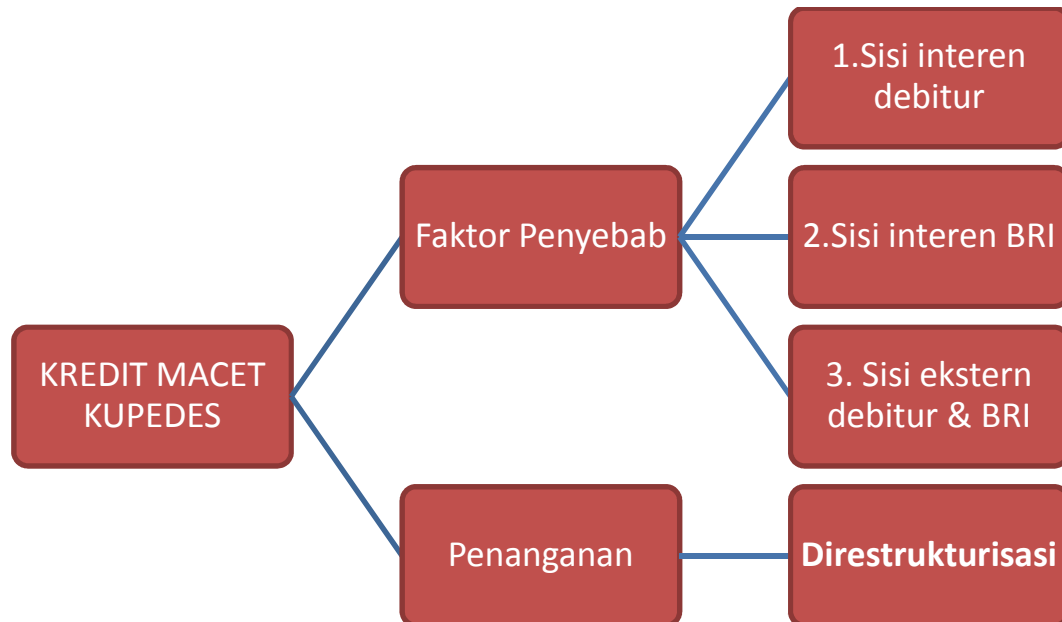 KREDIT MACET
KUPEDES
Faktor Penyebab
1.Sisi interen
debitur
2.Sisi interen BRI
3. Sisi ekstern
debitur & BRI
Penanganan
Direstrukturisasi